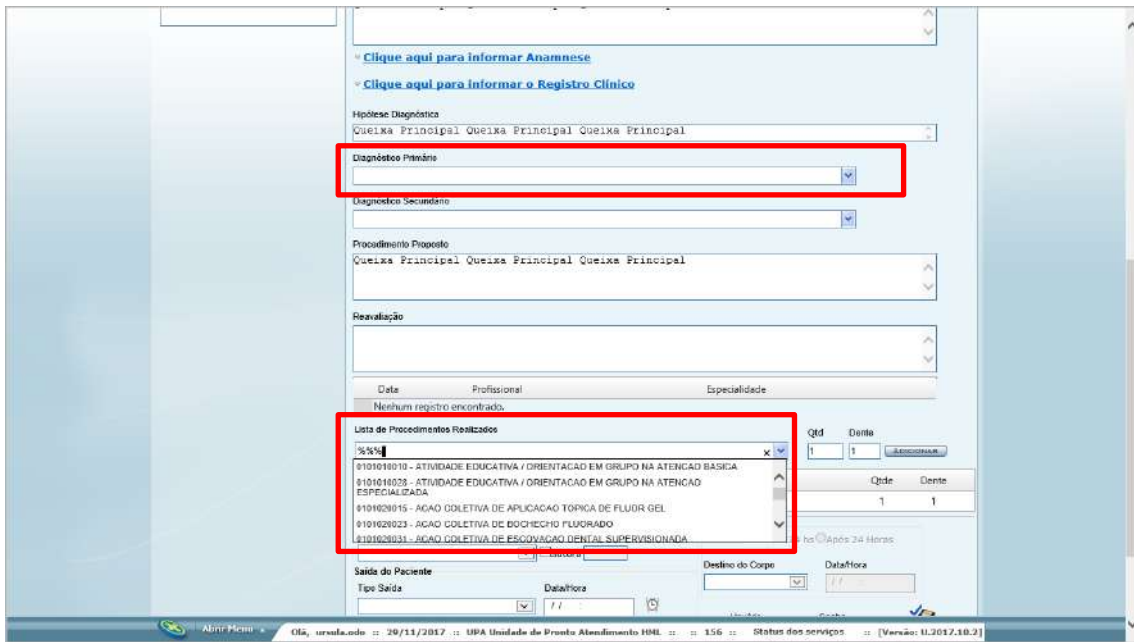 Clique aqui para informar Anamnese
Clique aqui para informar o Registro Clínico
Hipótese Diagnóstica
Queixa Principal Queixa Principal Queixa Principal
Diagnóstico Primário
Diagnóstico Secundário
Procedimento Proposto
Queixa Principal Queixa Principal Queixa Principal
Reavaliação
Data Profissional Especialidade
Nenhum registro encontrado.
Lista de Procedimentos Realizados Qtd Dente
%%% x 1 1 ADICIONAR
0101010010 - ATIVIDADE EDUCATIVA / ORIENTACAO EM GRUPO NA ATENCAO BASICA
0101010028 - ATIVIDADE EDUCATIVA / ORIENTACAO EM GRUPO NA ATENCAO ESPECIALIZADA
Qtde Dente
0101020015 - ACAO COLETIVA DE APLICACAO TOPICA DE FLUOR GEL
1 1
0101020023 - ACAO COLETIVA DE BOCHECHO FLUORADO
0101020031 - ACAO COLETIVA DE ESCOVACAO DENTAL SUPERVISIONADA
hs Após 24 Horas
Saída do Paciente Destino do Corpo Data/Hora
Tipo Saída Data/Hora
/ / :
/ / :
Abrir Menu
Olá, ursula.odo :: 29/11/2017 :: UPA Unidade de Pronto Atendimento HML :: :: 156 :: Status dos serviços :: [Versão: U.2017.10.2]